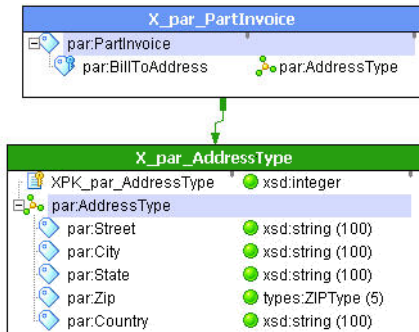 X_par_PartInvoice
par:PartInvoice
par:BillToAddress par:AddressType
X_par_AddressType
XPK_par_AddressType xsd:integer
par:AddressType
par:Street xsd:string (100)
par:City xsd:string (100)
par:State xsd:string (100)
par:Zip types:ZIPType (5)
par:Country xsd:string (100)